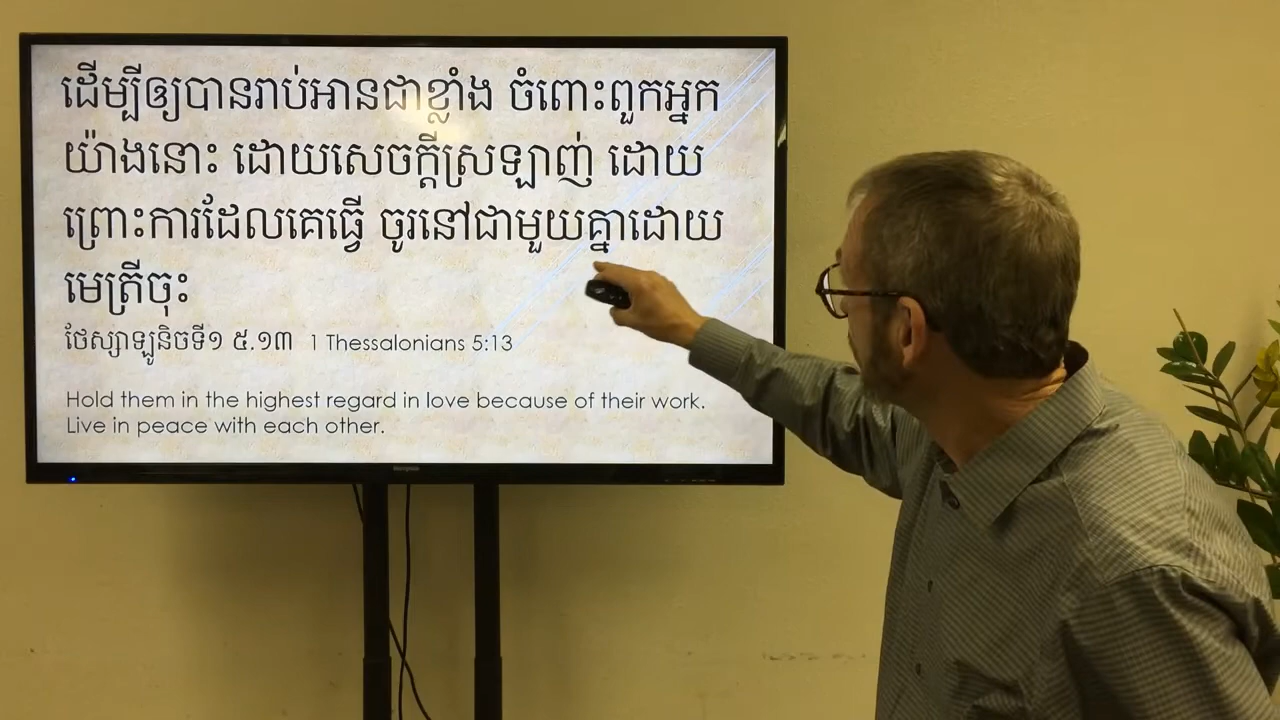 ដើម្បីឲ្យបានរាប់អានជាខ្លាំង ចំពោះពួកអ្នក
យ៉ាងនោះ ដោយសេចក្ដីស្រឡាញ់ ដោយ
ព្រោះការដែលគេធ្វើ ចូរនៅជាមួយគ្នាដោយ
មេត្រីចុះ
ថែស្សាឡូនិចទី១ ៥.១៣ 1 Thessalonians 5:13
Hold them in the highest regard in love because of their work.
Live in peace with each other.